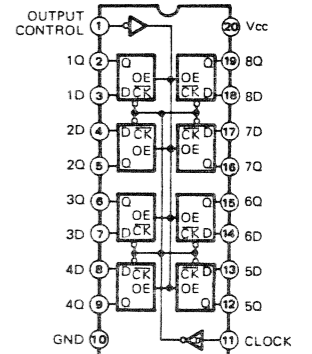 OUTPUT
CONTROL 1 20 Vcc
1Q 2 Q Q 19 8Q
OE OE
1D 3 D CK CK D 18 8D
2D 4 D CK CK D 17 7D
OE OE
2Q 5 Q Q 16 7Q
3Q 6 Q Q 15 6Q
OE OE
3D 7 D CK CK D 14 6D
4D 8 D CK CK D 13 5D
OE OE
4Q 9 Q Q 12 5Q
GND 10 11 CLOCK